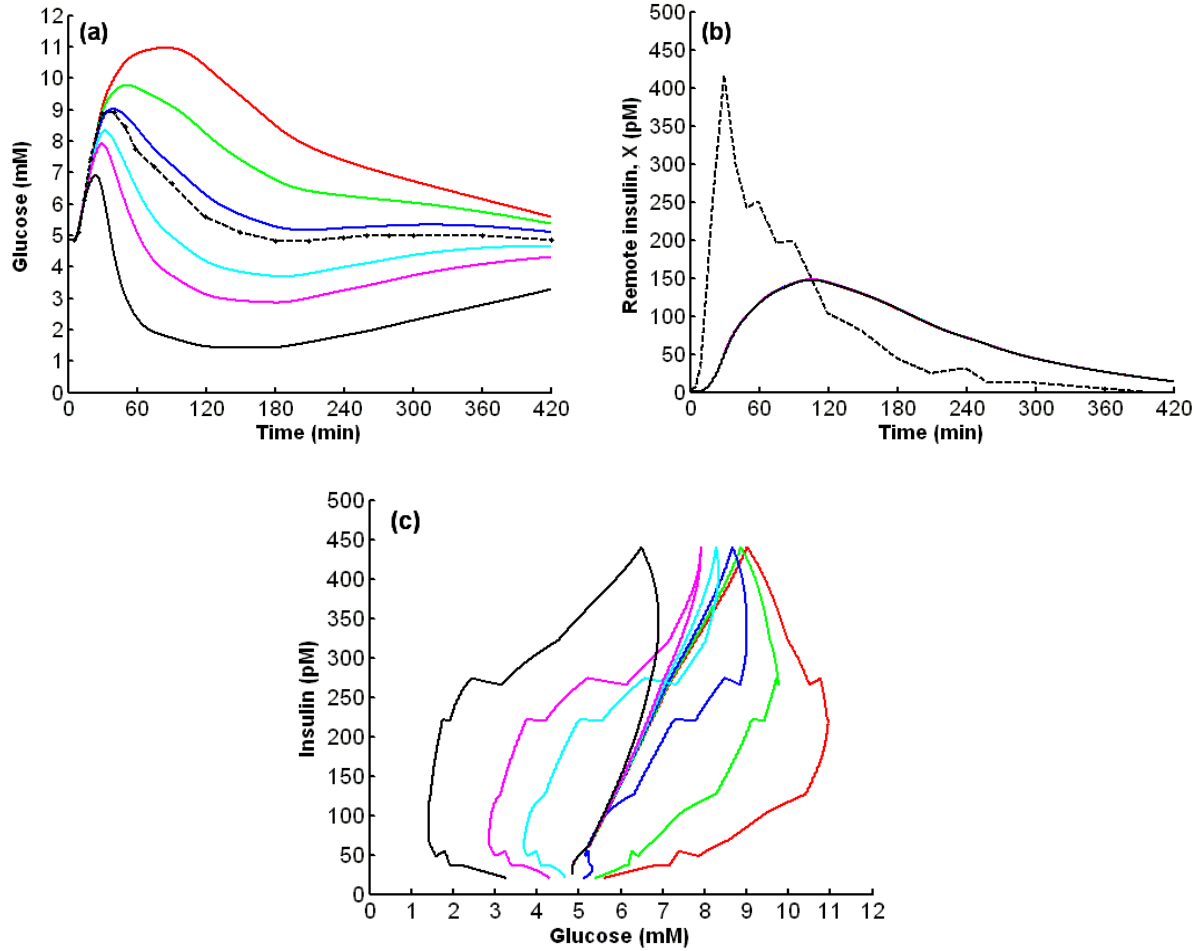 (a)
Glucose (mM)
12
11
10
9
8
7
6
5
4
3
2
1
0
0 60 120 180 240 300 360 420
Time (min)
(b)
Remote insulin, X (pM)
500
450
400
350
300
250
200
150
100
50
0
0 60 120 180 240 300 360 420
Time (min)
(c)
Insulin (pM)
500
450
400
350
300
250
200
150
100
50
0
0 1 2 3 4 5 6 7 8 9 10 11 12
Glucose (mM)